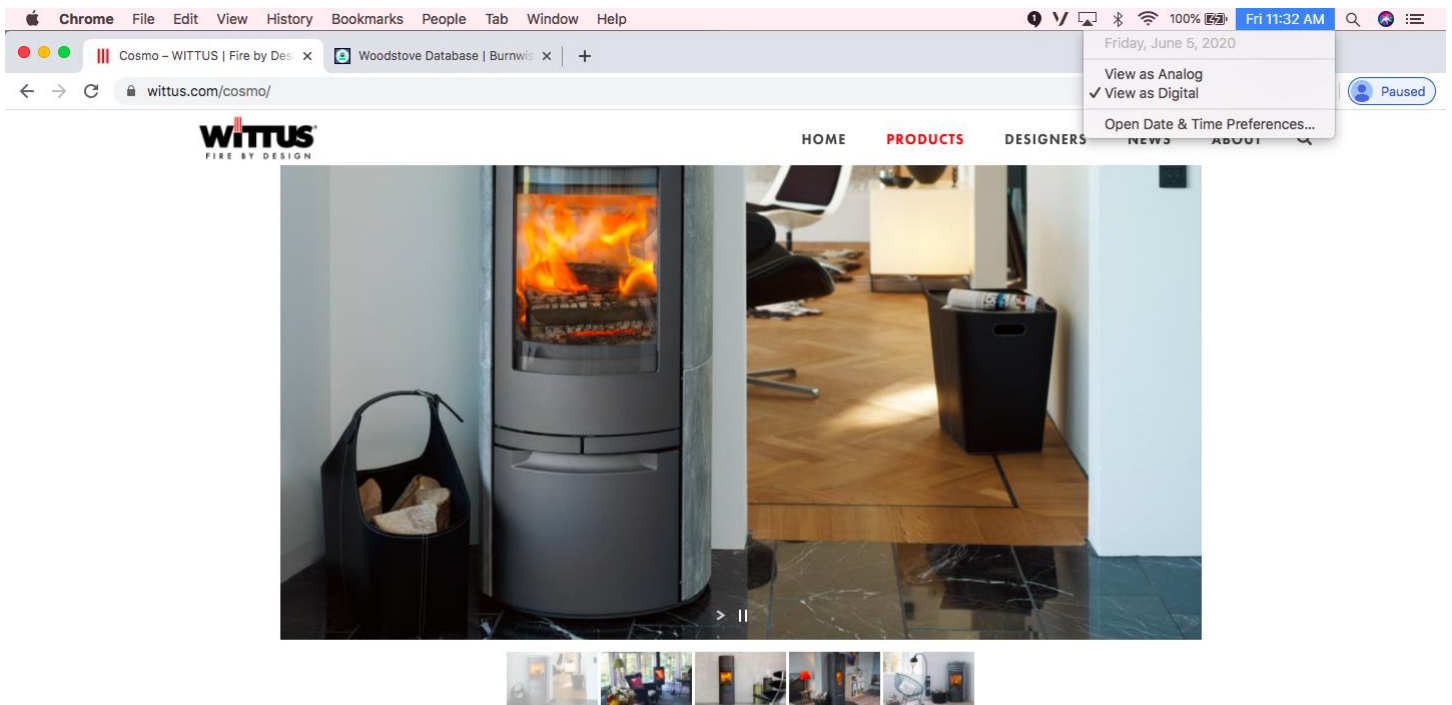 Chrome File Edit View History Bookmarks People Tab Window Help 100% Fri 11:32 AM
Friday, June 5, 2020
View as Analog
✓ View as Digital
Open Date & Time Preferences...
Cosmo – WITTUS | Fire by Des Woodstove Database | Burnwis
wittus.com/cosmo/ Paused
WITTUS
FIRE BY DESIGN
HOME PRODUCTS DESIGNERS NEWS ABOUT